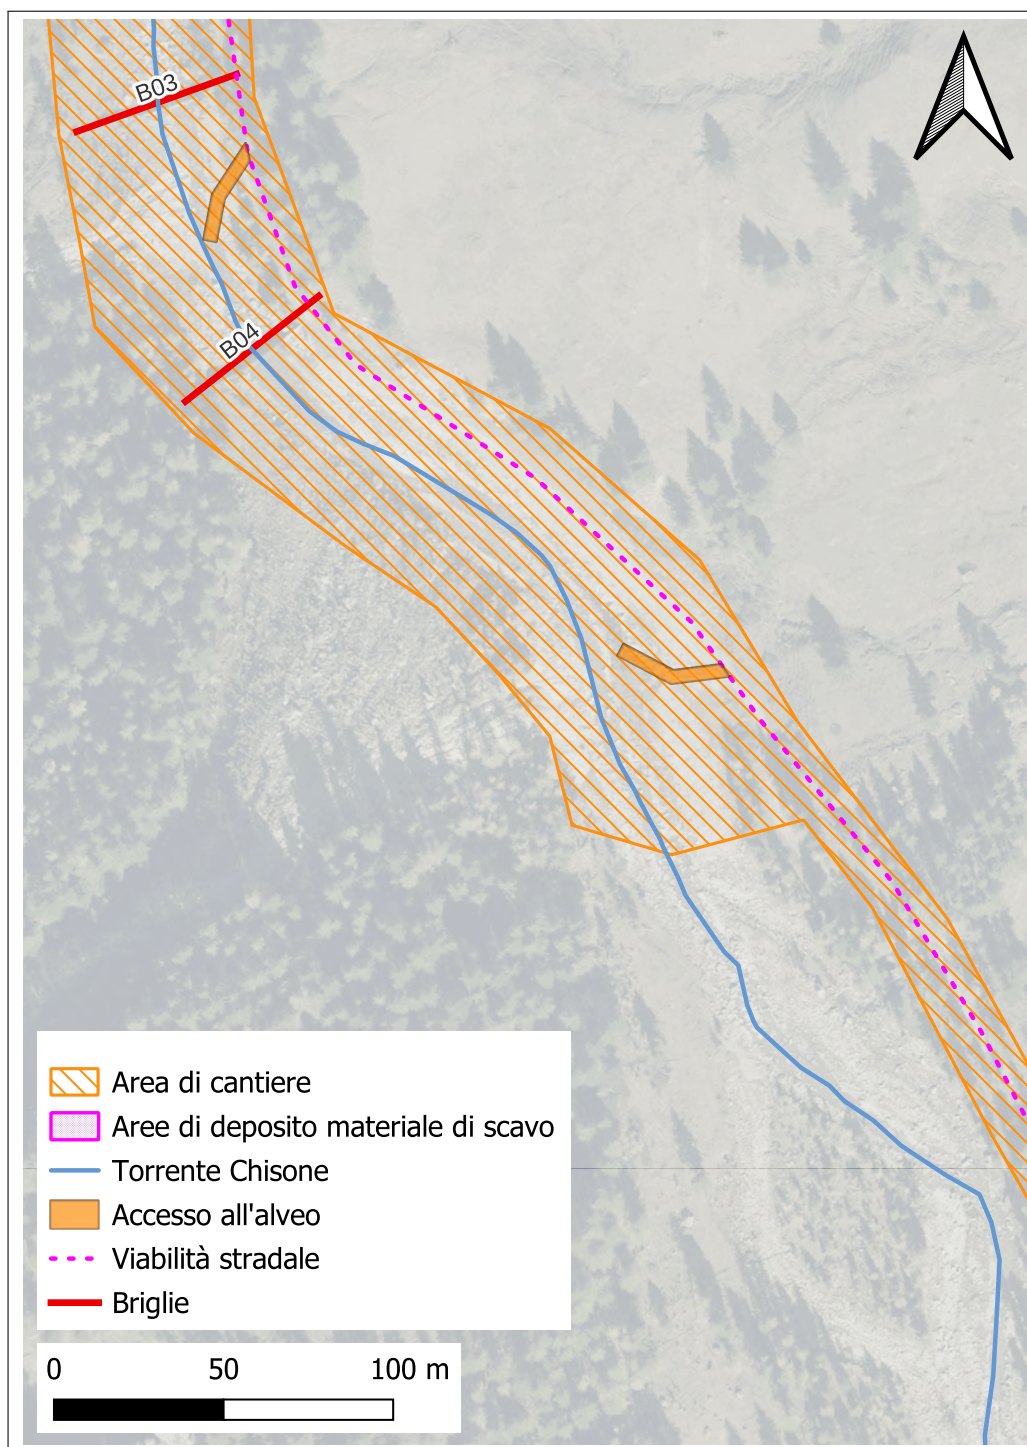 B03
B04
Area di cantiere
Aree di deposito materiale di scavo
Torrente Chisone
Accesso all'alveo
Viabilità stradale
Briglie
0 50 100 m